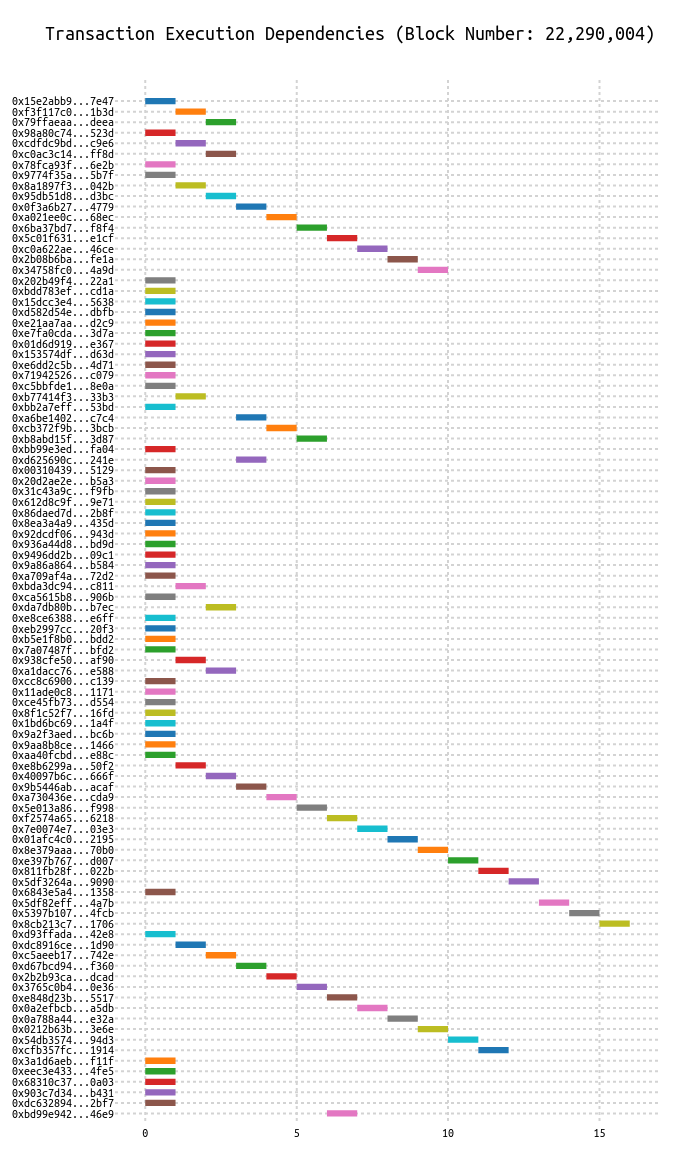 Transaction Execution Dependencies (Block Number: 22,290,004)
0x15e2abb9...7e47
0xf3f117c0...1b3d
0x79ffaeaa...deea
0x98a80c74...523d
0xcdfdc9bd...c9e6
0xc0ac3c14...ff8d
0x78fca93f...6e2b
0x9774f35a...5b7f
0x8a1897f3...042b
0x95db51d8...d3bc
0x0f3a6b27...4779
0xa021ee0c...68ec
0x6ba37bd7...f8f4
0x5c01f631...e1cf
0xc0a622ae...46ce
0x2b08b6ba...fe1a
0x34758fc0...4a9d
0x202b49f4...22a1
0xbdd783ef...cd1a
0x15dcc3e4...5638
0xd582d54e...dbfb
0xe21aa7aa...d2c9
0xe7fa0cda...3d7a
0x01d6d919...e367
0x153574df...d63d
0xe6dd2c5b...4d71
0x71942526...c079
0xc5bbfde1...8e0a
0xb77414f3...33b3
0xbb2a7eff...53bd
0xa6be1402...c7c4
0xcb372f9b...3bcb
0xb8abd15f...3d87
0xbb99e3ed...fa04
0xd625690c...241e
0x00310439...5129
0x20d2ae2e...b5a3
0x31c43a9c...f9fb
0x612d8c9f...9e71
0x86daed7d...2b8f
0x8ea3a4a9...435d
0x92dcdf06...943d
0x936a44d8...bd9d
0x9496dd2b...09c1
0x9a86a864...b584
0xa709af4a...72d2
0xbda3dc94...c811
0xca5615b8...906b
0xda7db80b...b7ec
0xe8ce6388...e6ff
0xeb2997cc...20f3
0xb5e1f8b0...bdd2
0x7a07487f...bfd2
0x938cfe50...af90
0xa1dacc76...e588
0xcc8c6900...c139
0x11ade0c8...1171
0xce45fb73...d554
0x8f1c52f7...16fd
0x1bd6bc69...1a4f
0x9a2f3aed...bc6b
0x9aa8b8ce...1466
0xaa40fcbd...e88c
0xe8b6299a...50f2
0x40097b6c...666f
0x9b5446ab...acaf
0xa730436e...cda9
0x5e013a86...f998
0xf2574a65...6218
0x7e0074e7...03e3
0x01afc4c0...2195
0x8e379aaa...70b0
0xe397b767...d007
0x811fb28f...022b
0x5df3264a...9090
0x6843e5a4...1358
0x5df82eff...4a7b
0x5397b107...4fcb
0x8cb213c7...1706
0xd93ffada...42e8
0xdc8916ce...1d90
0xc5aeeb17...742e
0xd67bcd94...f360
0x2b2b93ca...dcad
0x3765c0b4...0e36
0xe848d23b...5517
0x0a2efbcb...a5db
0x0a788a44...e32a
0x0212b63b...3e6e
0x54db3574...94d3
0xcfb357fc...1914
0x3a1d6aeb...f11f
0xeec3e433...4fe5
0x68310c37...0a03
0x903c7d34...b431
0xdc632894...2bf7
0xbd99e942...46e9
0 5 10 15